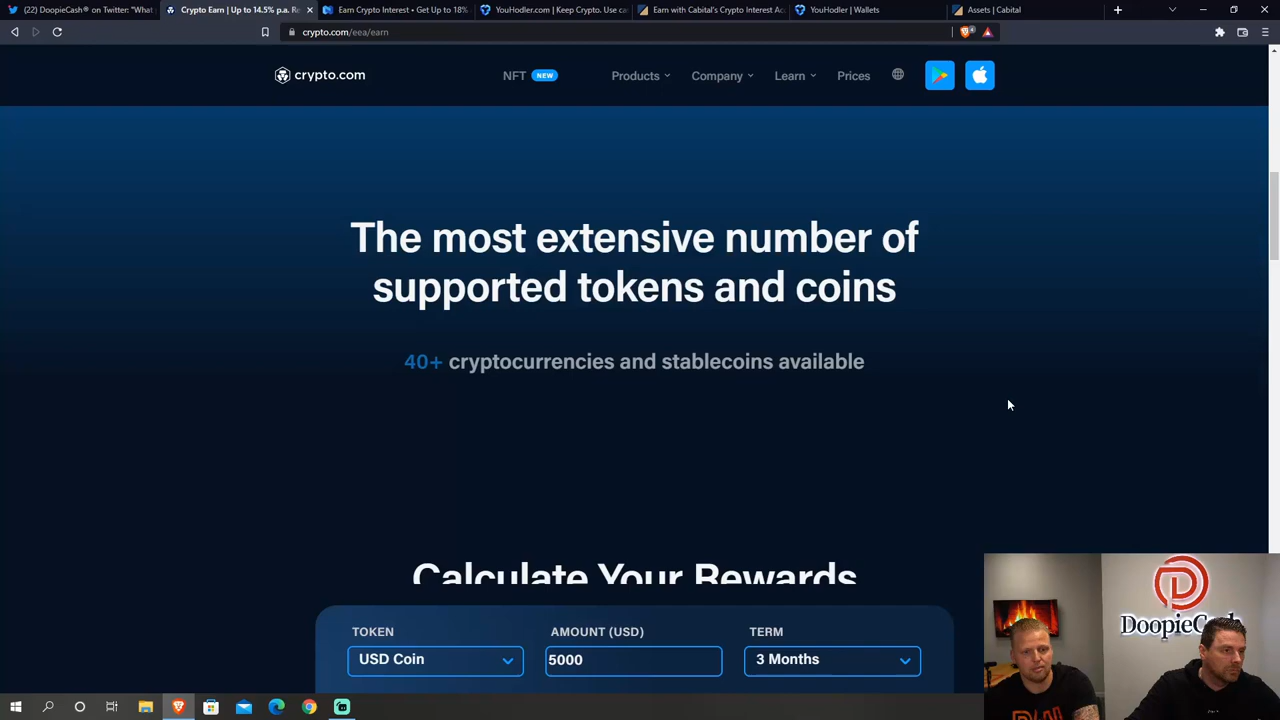 (22) DoopieCash® on Twitter: "What
Crypto Earn | Up to 14.5% p.a. Re
Earn Crypto Interest • Get Up to 18%
YouHodler.com | Keep Crypto. Use ca
Earn with Cabital's Crypto Interest Ac
YouHodler | Wallets
Assets | Cabital
crypto.com/eea/earn
crypto.com
NFT NEW
Products
Company
Learn
Prices
The most extensive number of
supported tokens and coins
40+ cryptocurrencies and stablecoins available
Calculate Your Rewards
TOKEN
AMOUNT (USD)
TERM
USD Coin
5000
3 Months
DoopieCash